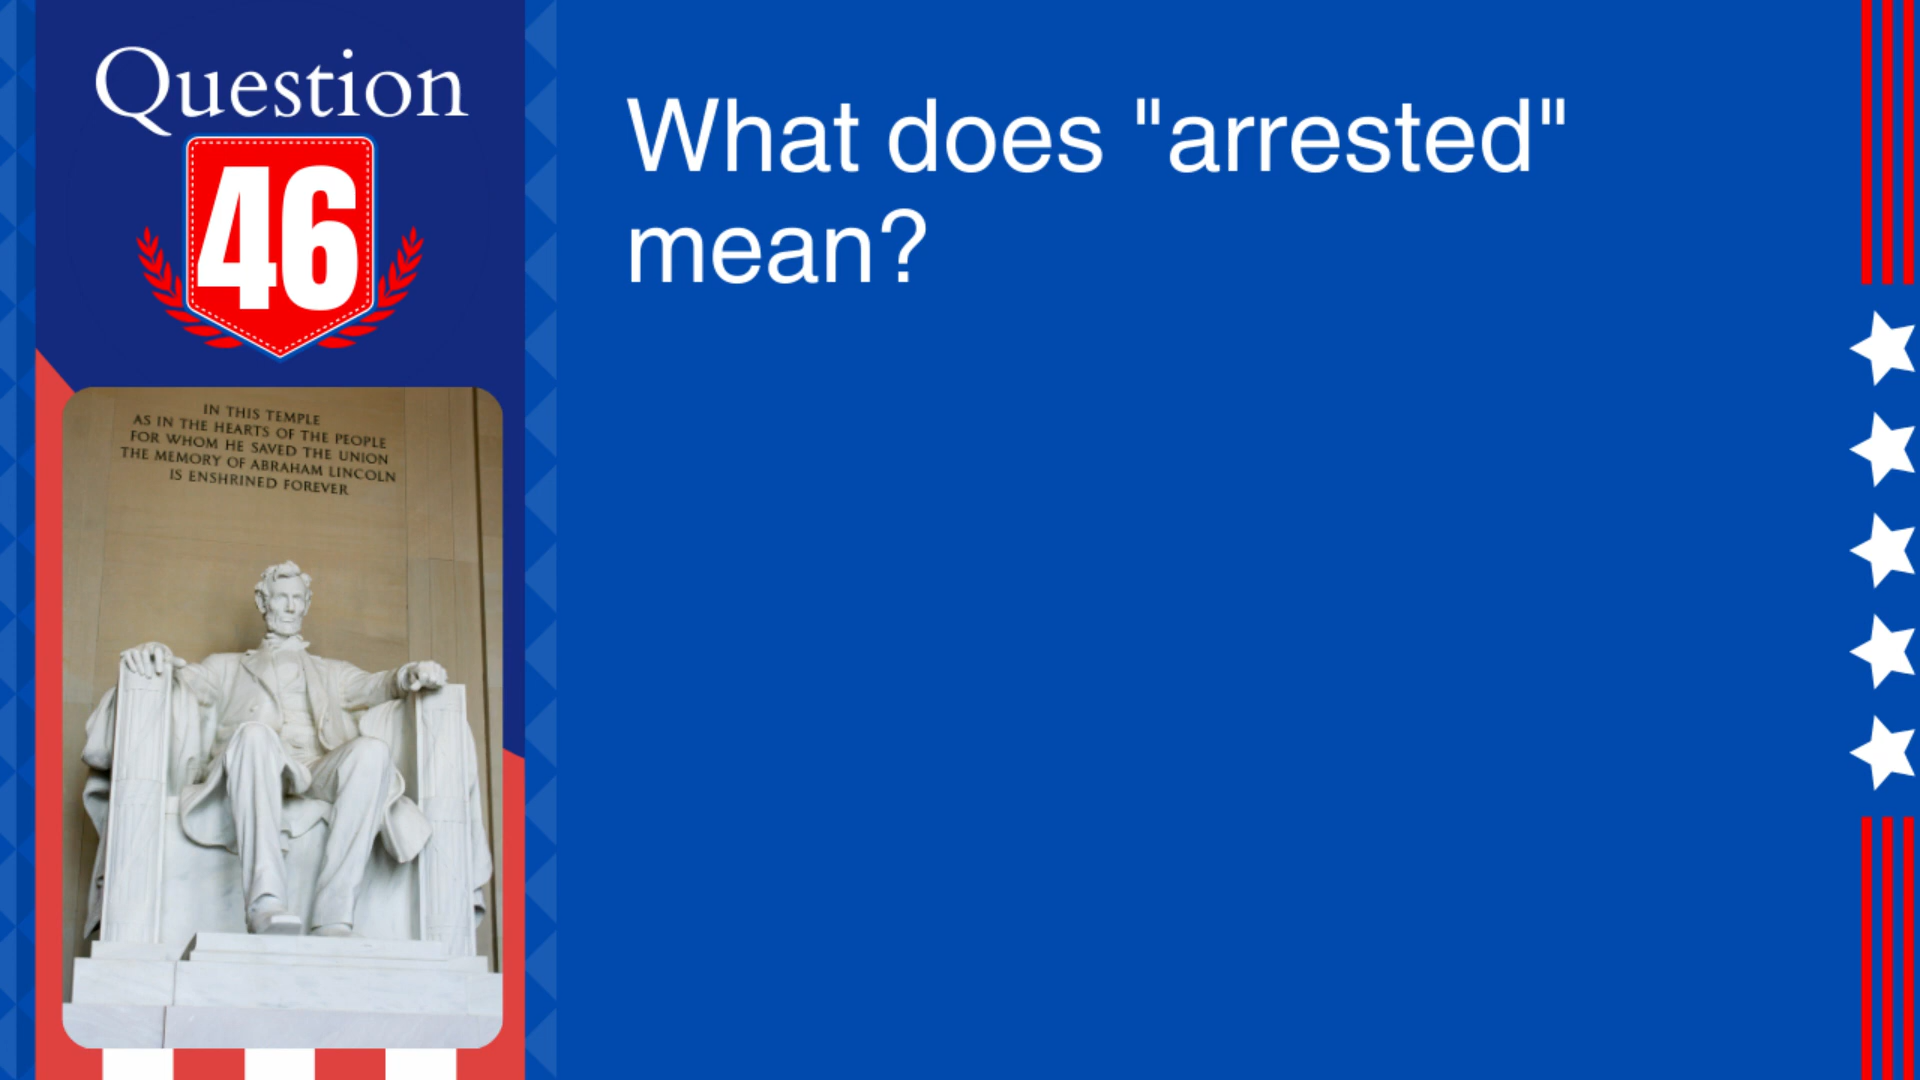 Question
46
IN THIS TEMPLE
AS IN THE HEARTS OF THE PEOPLE
FOR WHOM HE SAVED THE UNION
THE MEMORY OF ABRAHAM LINCOLN
IS ENSHRINED FOREVER
What does "arrested"
mean?